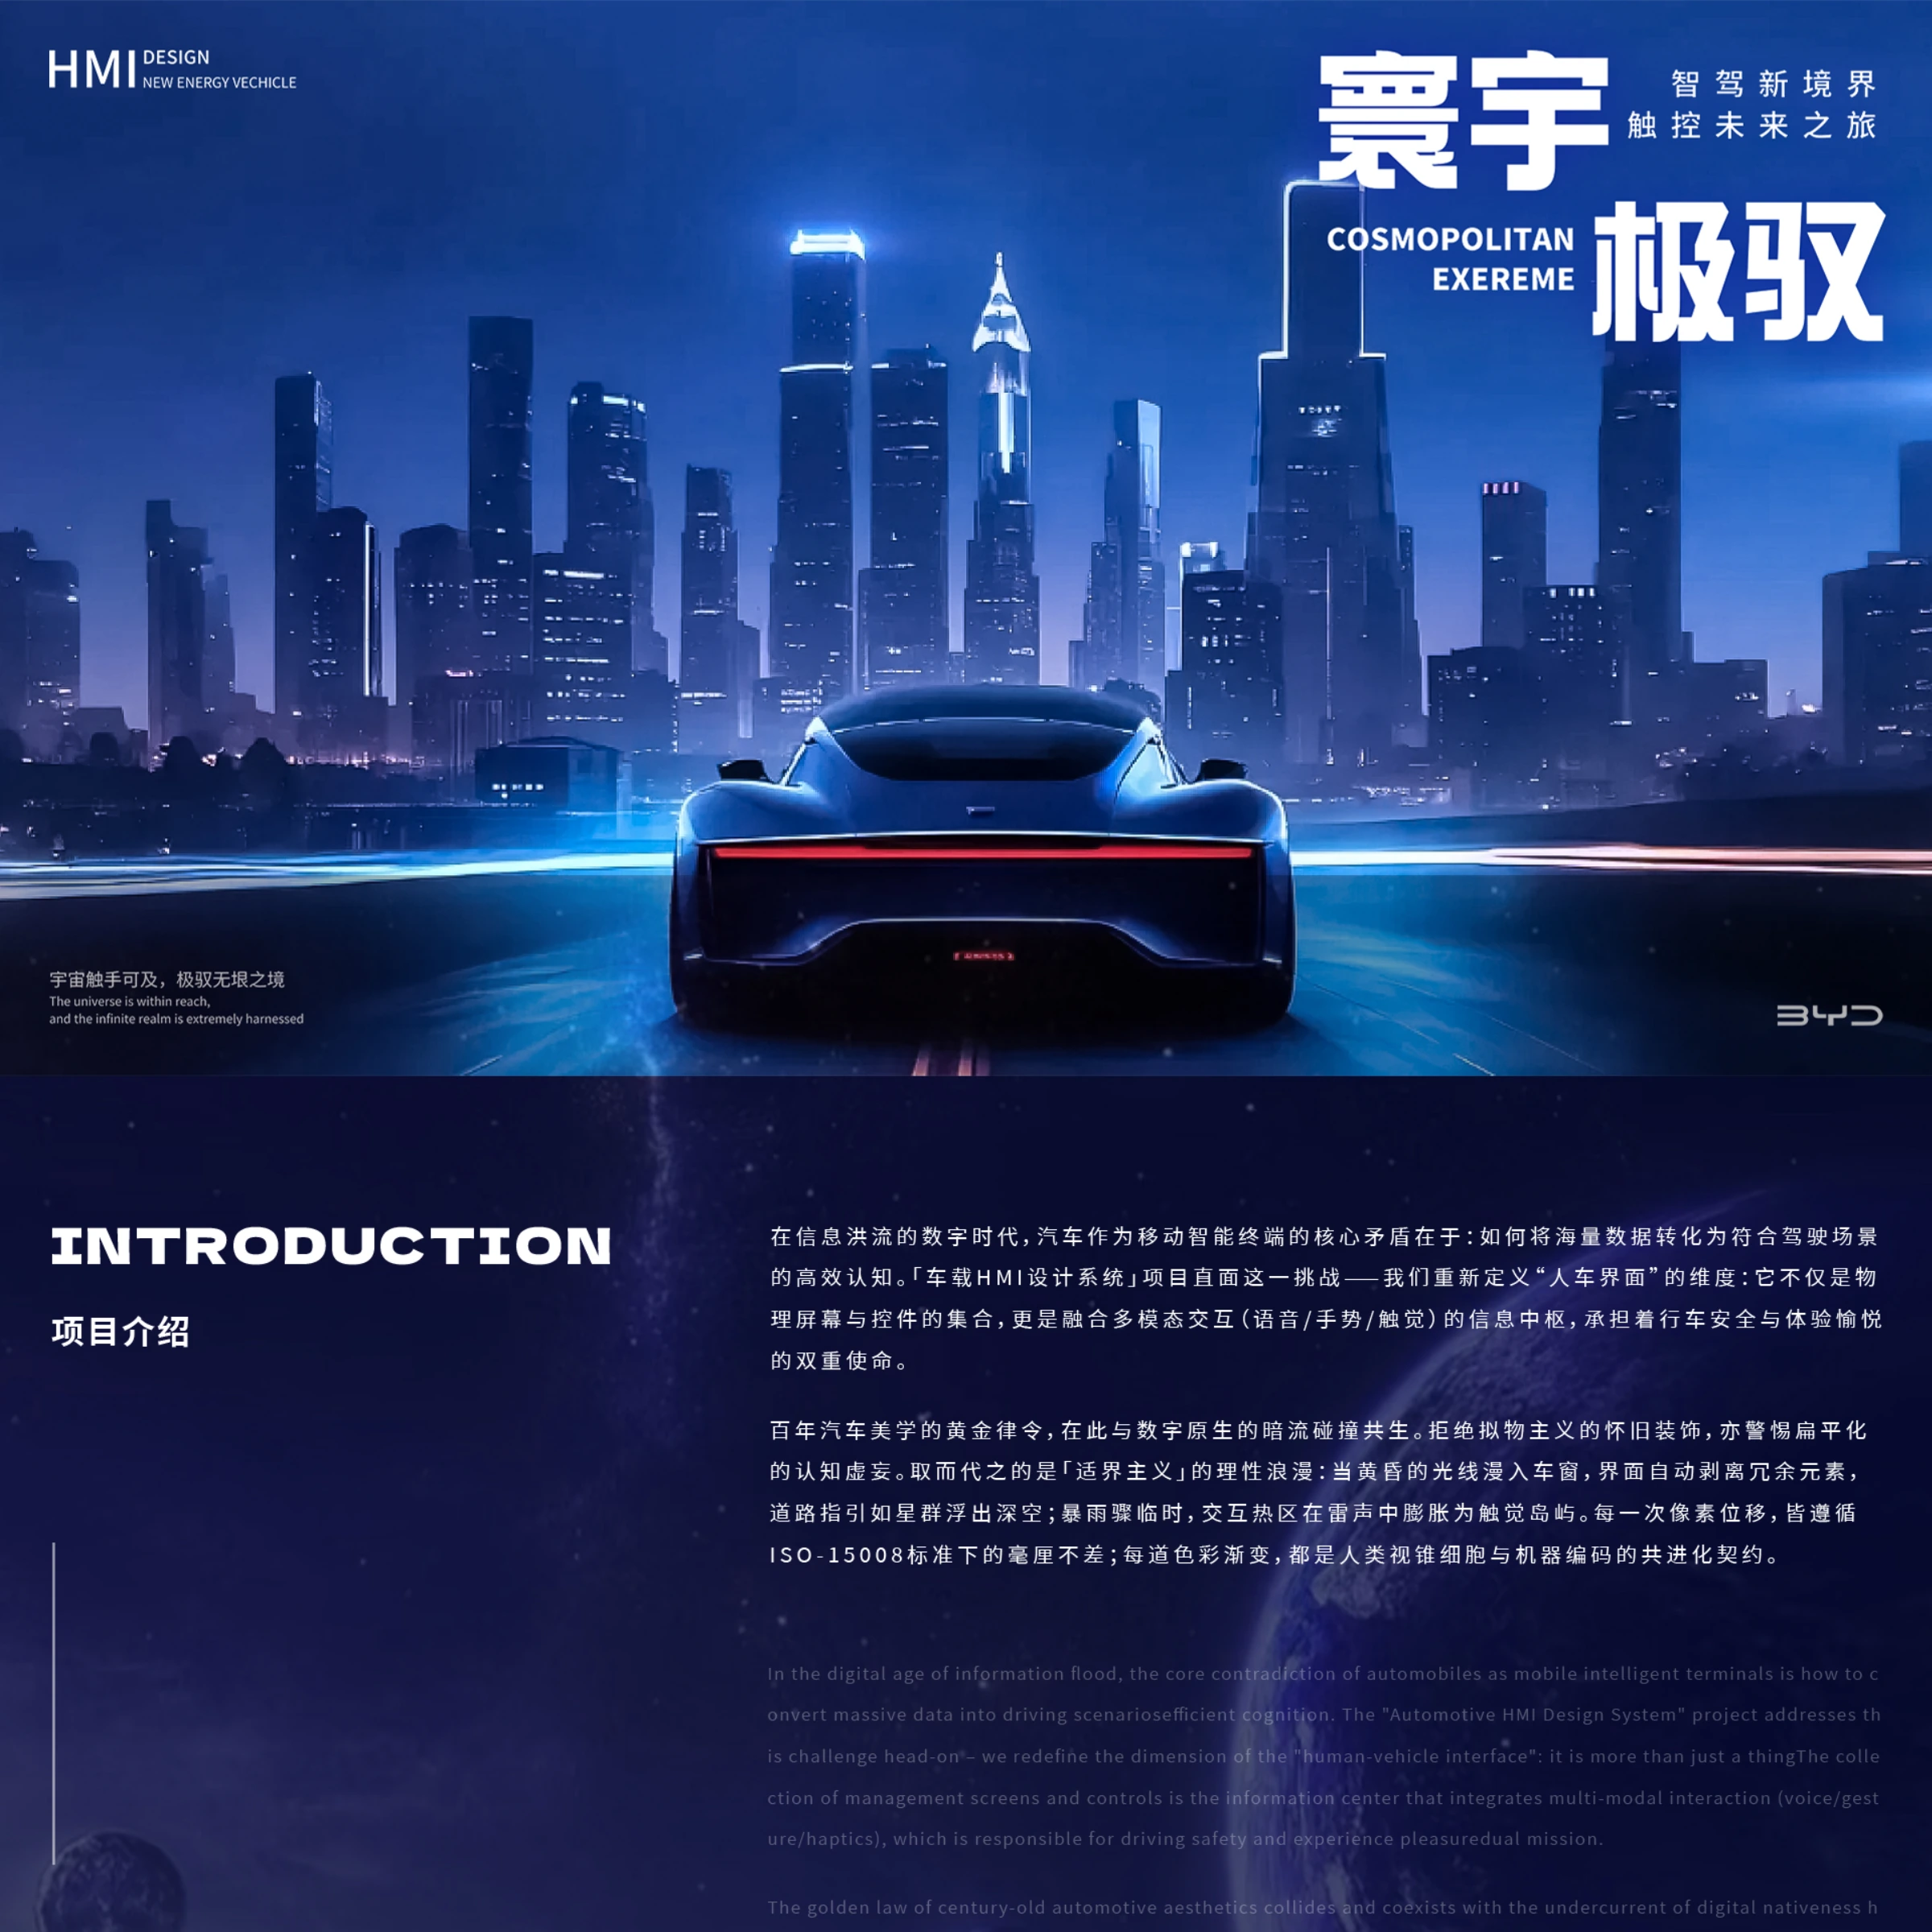 HMI DESIGN
NEW ENERGY VECHICLE
寰宇
智驾新境界
触控未来之旅
COSMOPOLITAN
EXEREME
极驭
宇宙触手可及，极驭无垠之境
The universe is within reach,
and the infinite realm is extremely harnessed
BYD
INTRODUCTION
项目介绍
在信息洪流的数字时代，汽车作为移动智能终端的核心矛盾在于：如何将海量数据转化为符合驾驶场景
的高效认知。「车载HMI设计系统」项目直面这一挑战——我们重新定义“人车界面”的维度：它不仅是物
理屏幕与控件的集合，更是融合多模态交互（语音/手势/触觉）的信息中枢，承担着行车安全与体验愉悦
的双重使命。
百年汽车美学的黄金律令，在此与数字原生的暗流碰撞共生。拒绝拟物主义的怀旧装饰，亦警惕扁平化
的认知虚妄。取而代之的是「适界主义」的理性浪漫：当黄昏的光线漫入车窗，界面自动剥离冗余元素，
道路指引如星群浮出深空；暴雨骤临时，交互热区在雷声中膨胀为触觉岛屿。每一次像素位移，皆遵循
ISO-15008标准下的毫厘不差；每道色彩渐变，都是人类视锥细胞与机器编码的共进化契约。
In the digital age of information flood, the core contradiction of automobiles as mobile intelligent terminals is how to c
onvert massive data into driving scenariosefficient cognition. The "Automotive HMI Design System" project addresses th
is challenge head-on – we redefine the dimension of the "human-vehicle interface": it is more than just a thingThe colle
ction of management screens and controls is the information center that integrates multi-modal interaction (voice/gest
ure/haptics), which is responsible for driving safety and experience pleasuredual mission.
The golden law of century-old automotive aesthetics collides and coexists with the undercurrent of digital nativeness h